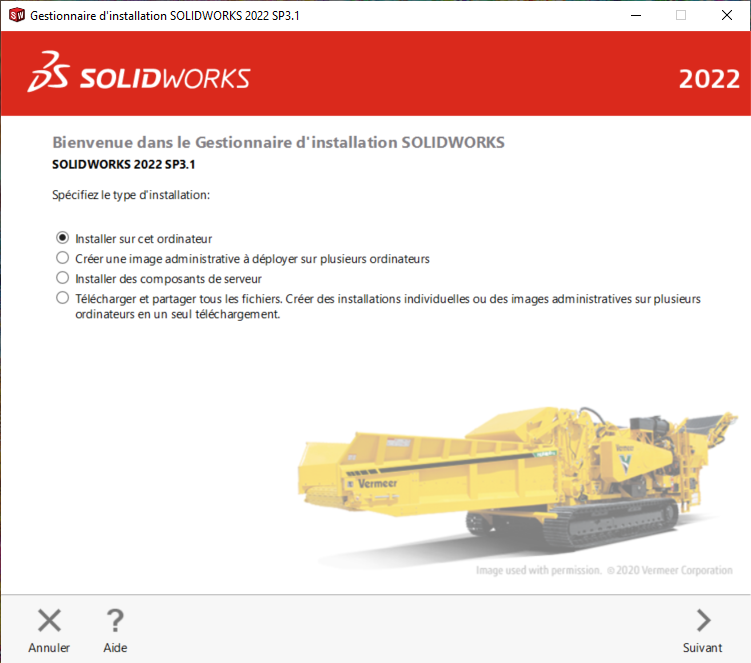 Gestionnaire d'installation SOLIDWORKS 2022 SP3.1
SOLIDWORKS
2022
Bienvenue dans le Gestionnaire d'installation SOLIDWORKS
SOLIDWORKS 2022 SP3.1
Spécifiez le type d'installation:
Installer sur cet ordinateur
Créer une image administrative à déployer sur plusieurs ordinateurs
Installer des composants de serveur
Télécharger et partager tous les fichiers. Créer des installations individuelles ou des images administratives sur plusieurs
ordinateurs en un seul téléchargement.
Vermeer
Vermeer
Image used with permission. ©2020 Vermeer Corporation
Annuler
Aide
Suivant